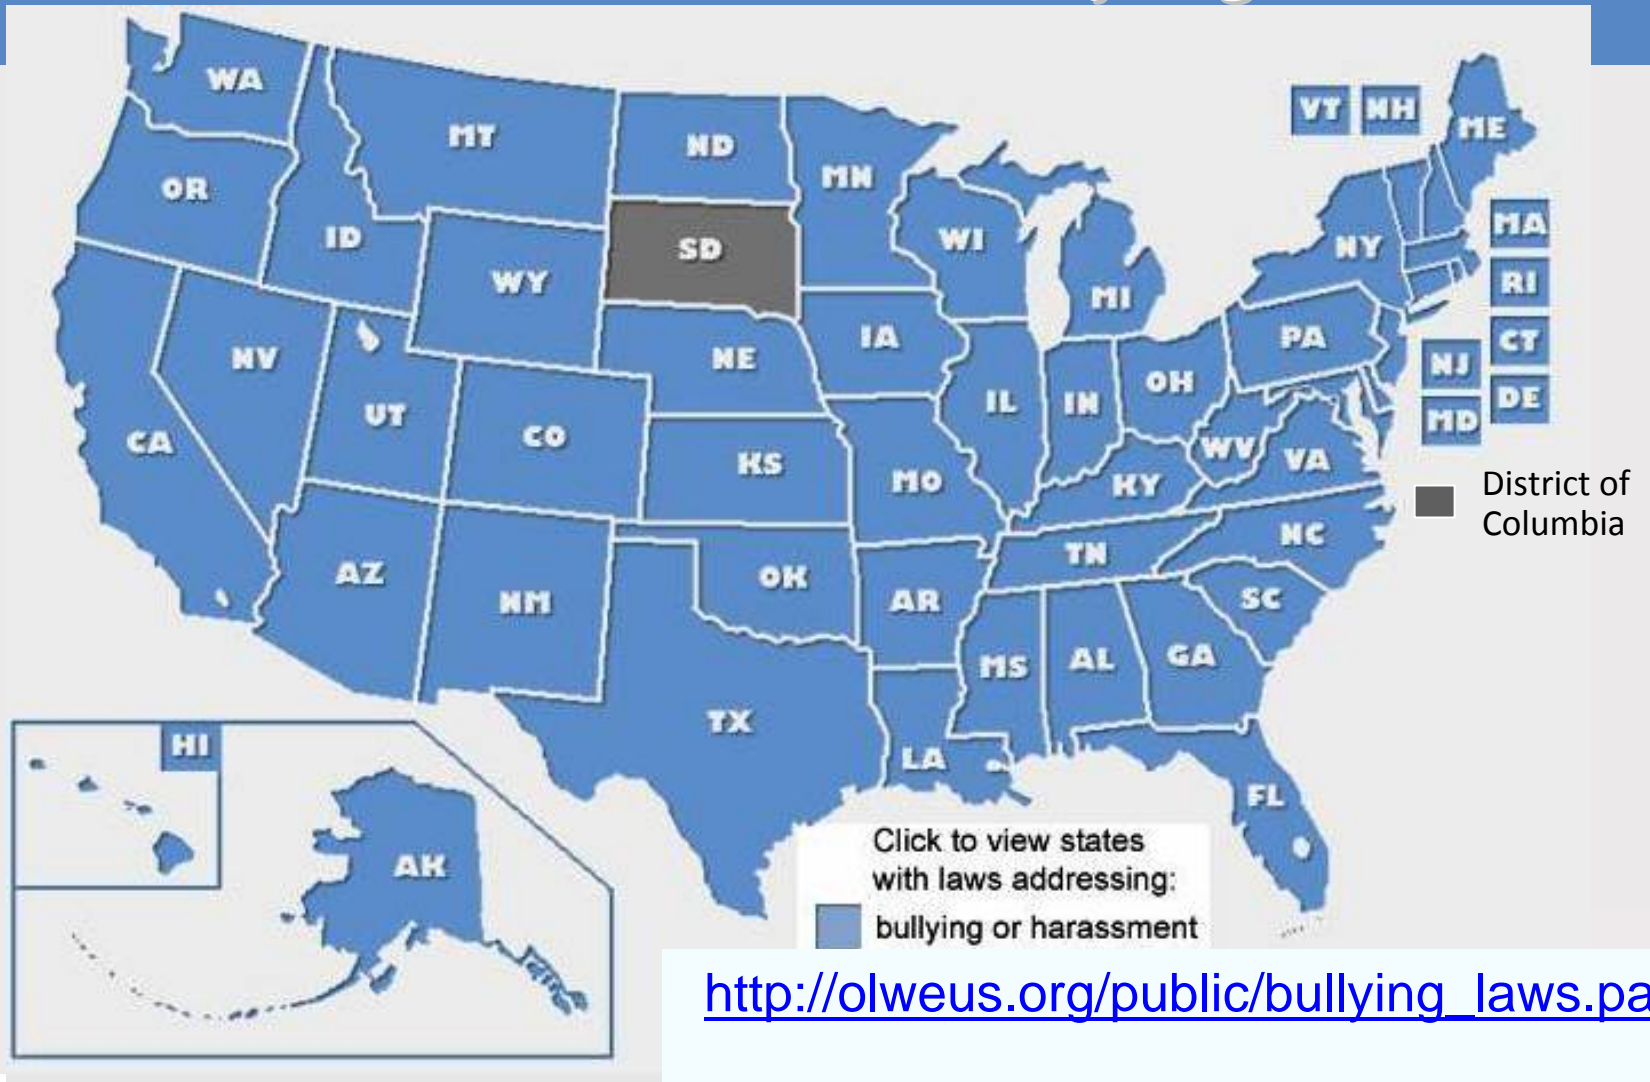 WA
MT
ND
MN
VT NH
ME
OR
ID
SD
WI
NY
MA
WY
MI
RI
NV
NE
IA
PA
CT
NJ
UT
CO
IL
IN
OH
DE
MD
CA
KS
MO
WV
VA
KY
District of
Columbia
AZ
NM
OK
AR
TN
NC
SC
MS
AL
GA
TX
LA
HI
FL
AK
Click to view states
with laws addressing:
bullying or harassment
http://olweus.org/public/bullying_laws.pa